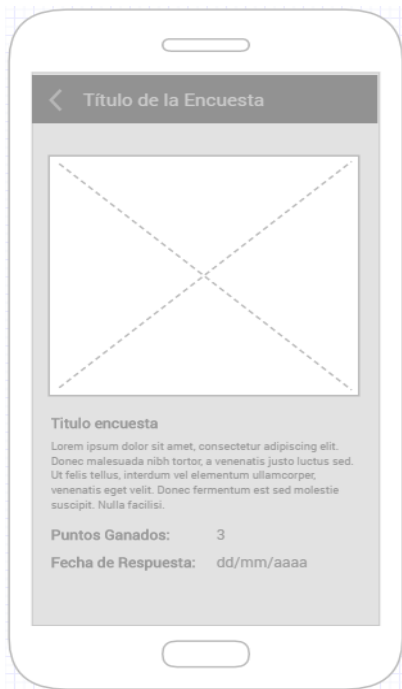 Título de la Encuesta
Titulo encuesta
Lorem ipsum dolor sit amet, consectetur adipiscing elit.
Donec malesuada nibh tortor, a venenatis justo luctus sed.
Ut felis tellus, interdum vel elementum ullamcorper,
venenatis eget velit. Donec fermentum est sed molestie
suscipit. Nulla facilisi.
Puntos Ganados: 3
Fecha de Respuesta: dd/mm/aaaa